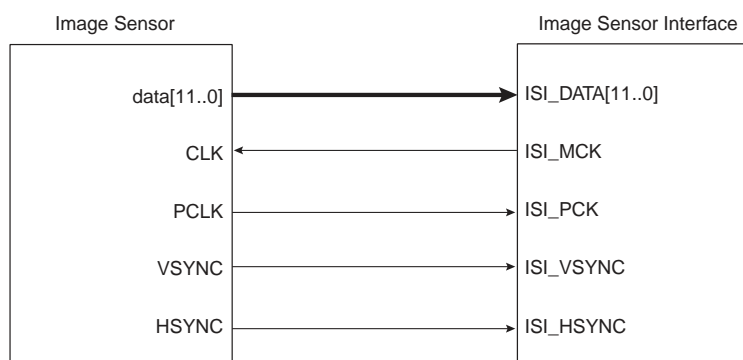 Image Sensor
Image Sensor Interface
data[11..0]
ISI_DATA[11..0]
CLK
ISI_MCK
PCLK
ISI_PCK
VSYNC
ISI_VSYNC
HSYNC
ISI_HSYNC